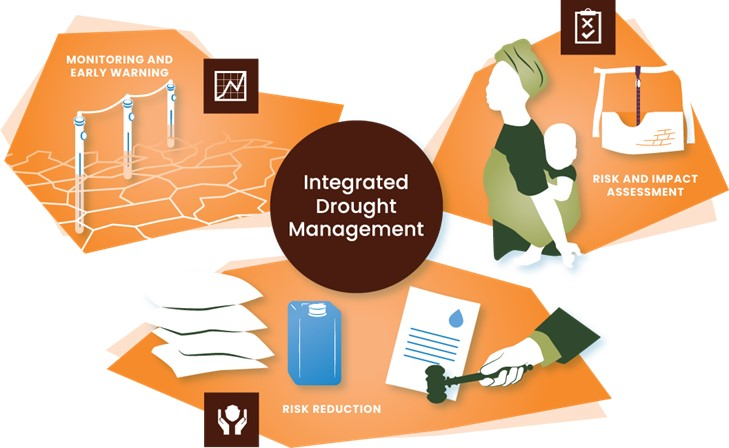 MONITORING AND
EARLY WARNING
Integrated
Drought
Management
RISK AND IMPACT
ASSESSMENT
RISK REDUCTION